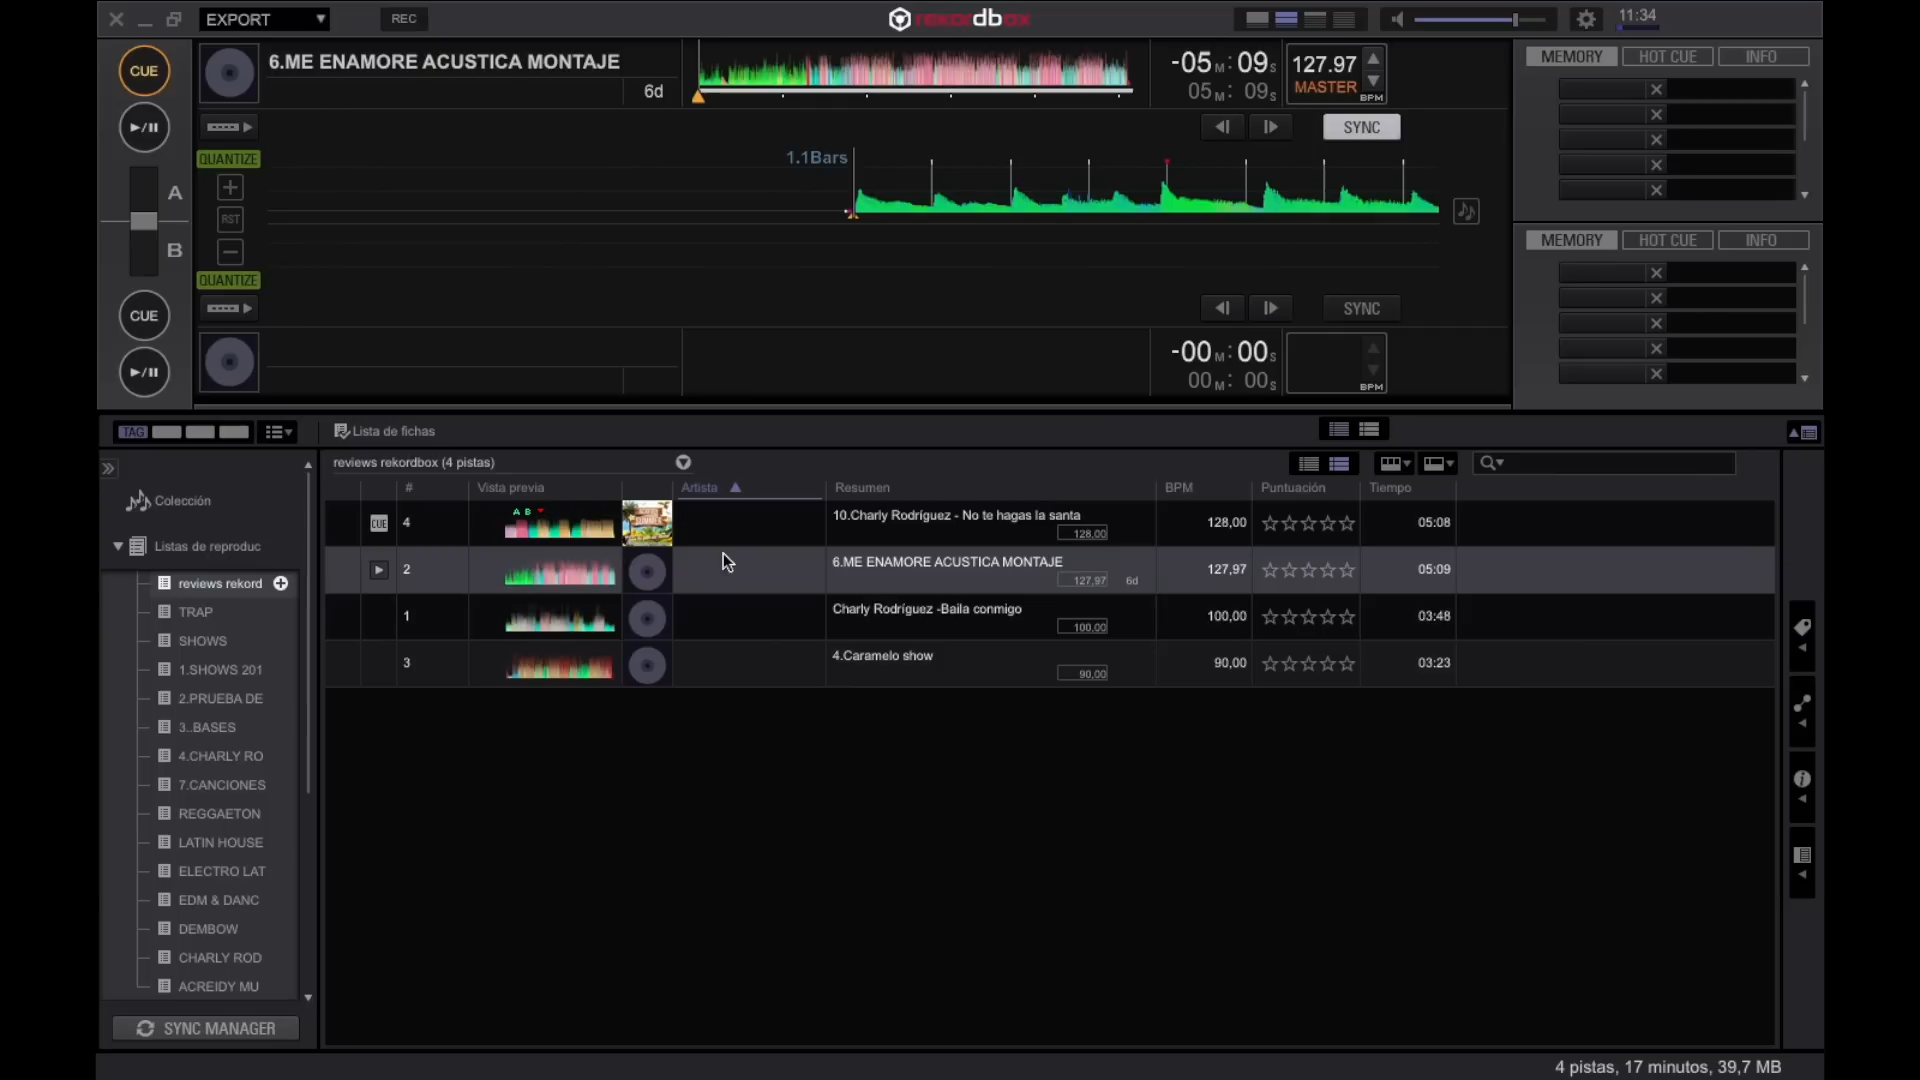 EXPORT
REC
rekordbox
11:34
CUE
6.ME ENAMORE ACUSTICA MONTAJE
6d
-05 M: 09 S
05 M: 09 S
127.97
MASTER
BPM
MEMORY HOT CUE INFO
SYNC
QUANTIZE
1.1Bars
A
RST
B
QUANTIZE
MEMORY HOT CUE INFO
CUE
SYNC
-00 M: 00 S
00 M: 00 S
BPM
TAG
Lista de fichas
reviews rekordbox (4 pistas)
# Vista previa Artista Resumen BPM Puntuación Tiempo
CUE 4 A B 10.Charly Rodríguez - No te hagas la santa 128,00 128,00 05:08
2 6.ME ENAMORE ACUSTICA MONTAJE 127,97 6d 127,97 05:09
1 Charly Rodríguez -Baila conmigo 100,00 100,00 03:48
3 4.Caramelo show 90,00 90,00 03:23
Colección
Listas de reproduc
reviews rekord
TRAP
SHOWS
1.SHOWS 201
2.PRUEBA DE
3..BASES
4.CHARLY RO
7.CANCIONES
REGGAETON
LATIN HOUSE
ELECTRO LAT
EDM & DANC
DEMBOW
CHARLY ROD
ACREIDY MU
SYNC MANAGER
4 pistas, 17 minutos, 39,7 MB